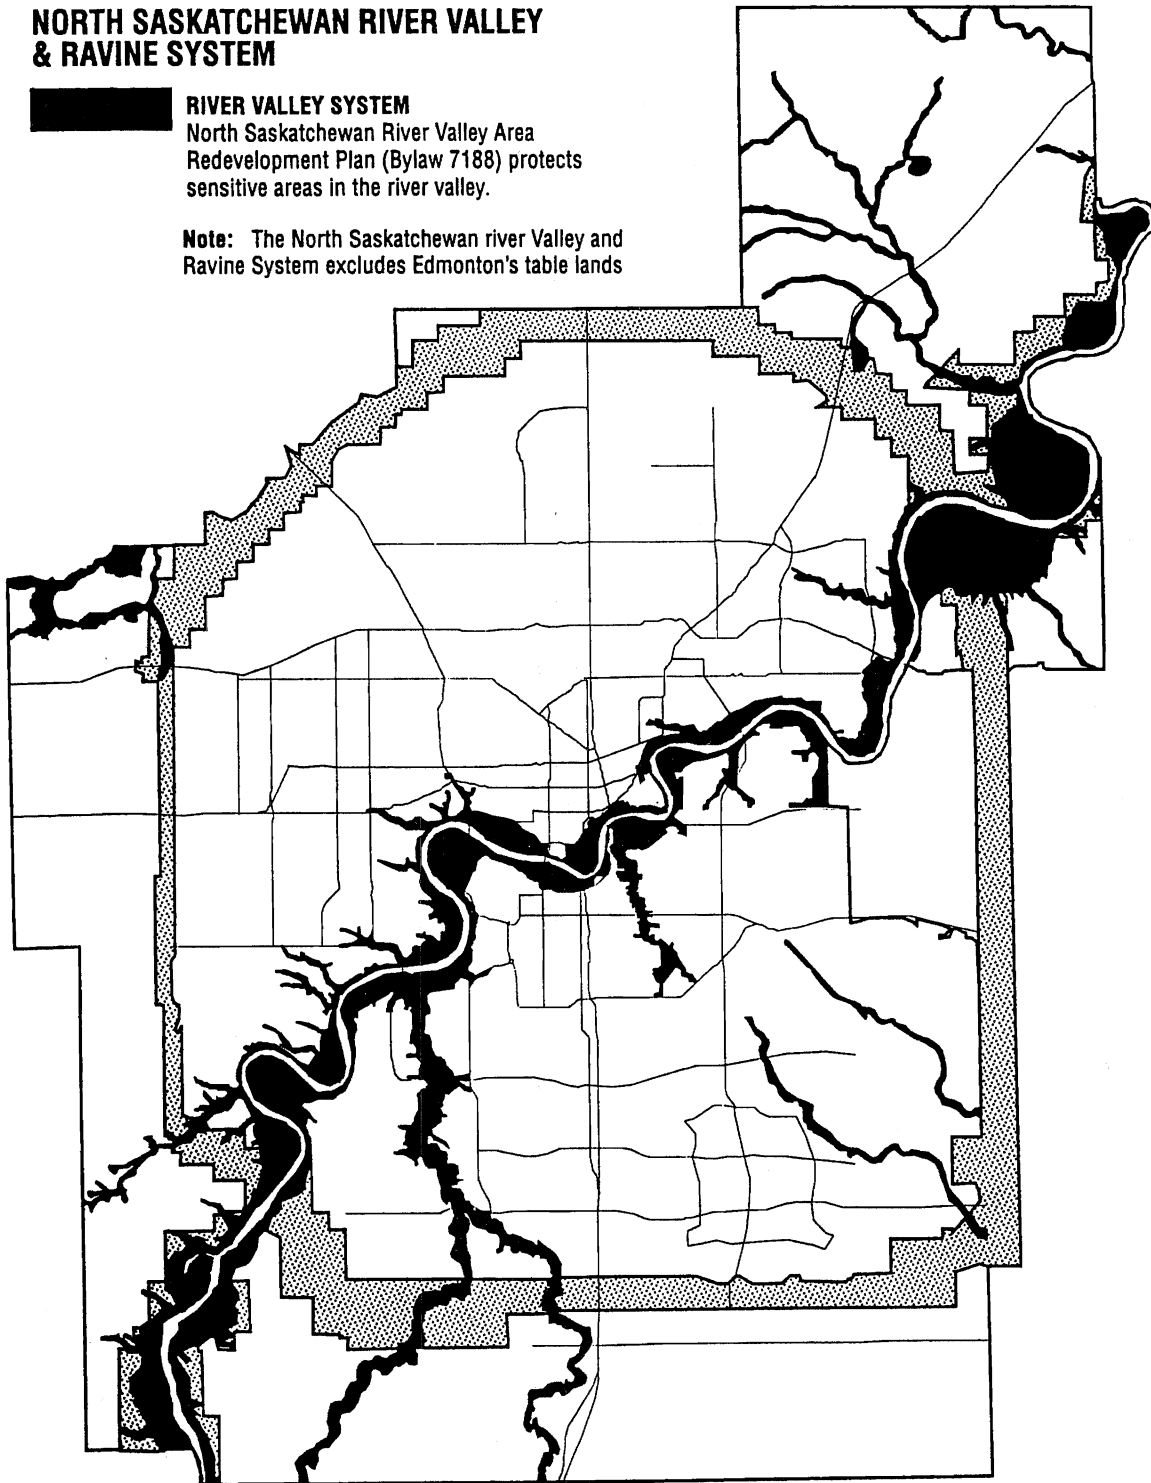 NORTH SASKATCHEWAN RIVER VALLEY
& RAVINE SYSTEM
RIVER VALLEY SYSTEM
North Saskatchewan River Valley Area
Redevelopment Plan (Bylaw 7188) protects
sensitive areas in the river valley.
Note: The North Saskatchewan river Valley and
Ravine System excludes Edmonton's table lands